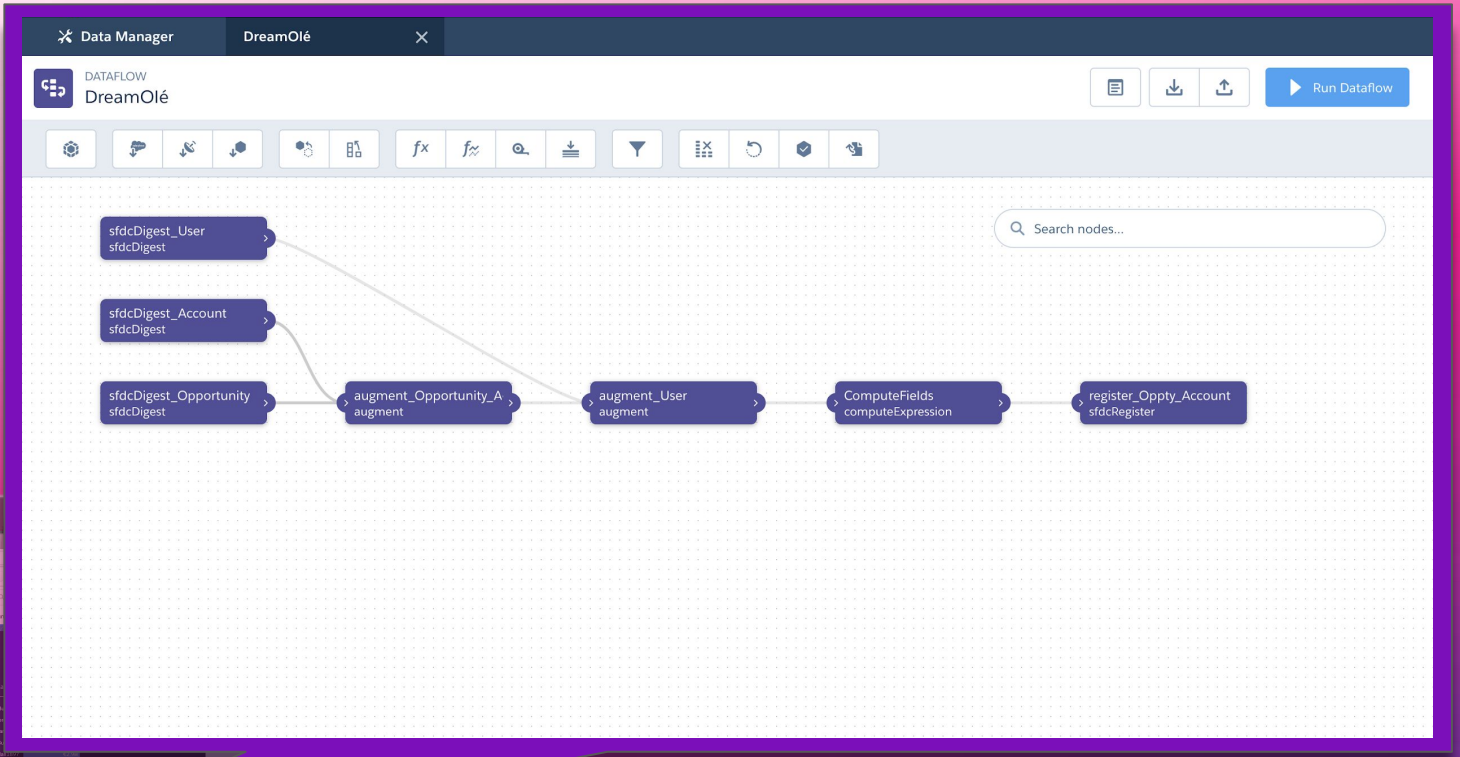 Data Manager
DreamOlé
DATAFLOW
DreamOlé
Run Dataflow
fx
f
Search nodes...
sfdcDigest_User
sfdcDigest
sfdcDigest_Account
sfdcDigest
sfdcDigest_Opportunity
sfdcDigest
augment_Opportunity_A
augment
augment_User
augment
ComputeFields
computeExpression
register_Oppty_Account
sfdcRegister